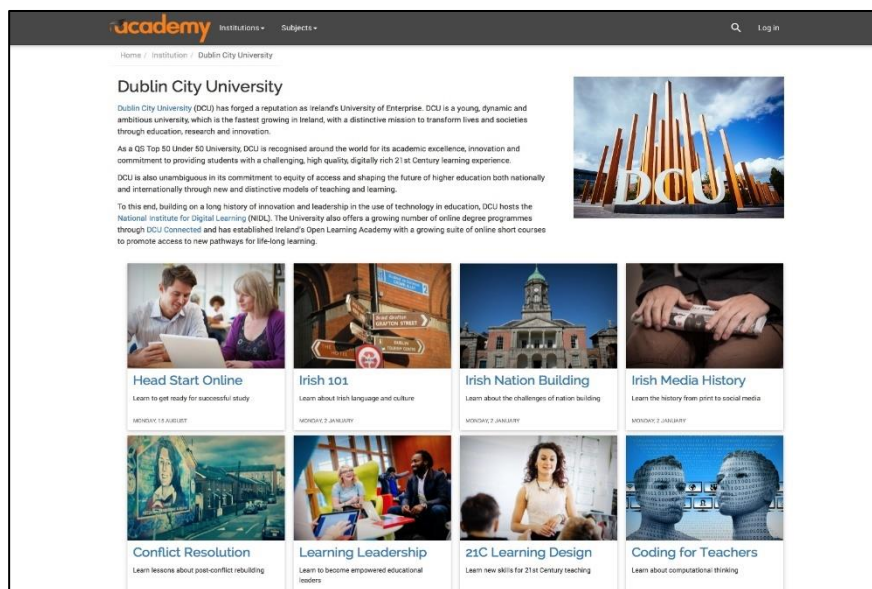 academy Institutions Subjects Log in
Home / Institution / Dublin City University
Dublin City University
Dublin City University (DCU) has forged a reputation as Ireland's University of Enterprise. DCU is a young, dynamic and
ambitious university, which is the fastest growing in Ireland, with a distinctive mission to transform lives and societies
through education, research and innovation.
As a QS Top 50 Under 50 University, DCU is recognised around the world for its academic excellence, innovation and
commitment to providing students with a challenging, high quality, digitally rich 21st Century learning experience.
DCU is also unambiguous in its commitment to equity of access and shaping the future of higher education both nationally
and internationally through new and distinctive models of teaching and learning.
To this end, building on a long history of innovation and leadership in the use of technology in education, DCU hosts the
National Institute for Digital Learning (NIDL). The University also offers a growing number of online degree programmes
through DCU Connected and has established Ireland's Open Learning Academy with a growing suite of online short courses
to promote access to new pathways for life-long learning.
DCU
GRAFTON STREET
Head Start Online
Learn to get ready for successful study
MONDAY, 15 AUGUST
Irish 101
Learn about Irish language and culture
MONDAY, 2 JANUARY
Irish Nation Building
Learn about the challenges of nation building
MONDAY, 2 JANUARY
Irish Media History
Learn the history from print to social media
MONDAY, 2 JANUARY
Conflict Resolution
Learn lessons about post-conflict rebuilding
Learning Leadership
Learn to become empowered educational
leaders
21C Learning Design
Learn new skills for 21st Century teaching
Coding for Teachers
Learn about computational thinking